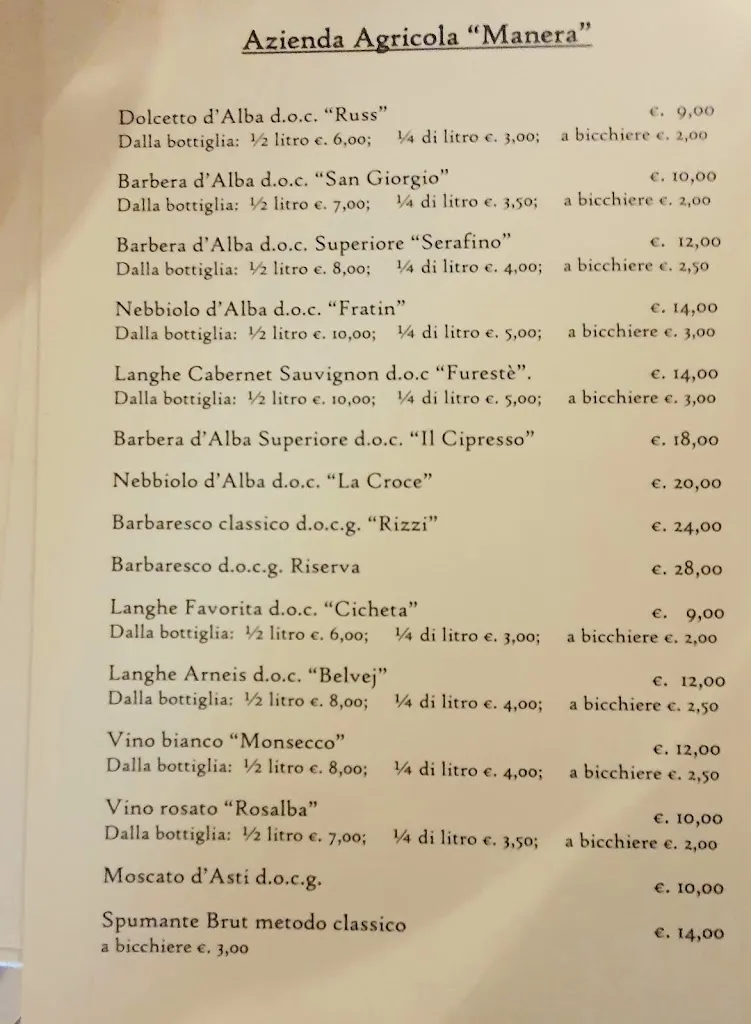 Azienda Agricola “Manera”
Dolcetto d’Alba d.o.c. “Russ” €. 9,00
Dalla bottiglia: ½ litro €. 6,00; ¼ di litro €. 3,00; a bicchiere €. 2,00
Barbera d’Alba d.o.c. “San Giorgio” €. 10,00
Dalla bottiglia: ½ litro €. 7,00; ¼ di litro €. 3,50; a bicchiere €. 2,00
Barbera d’Alba d.o.c. Superiore “Serafino” €. 12,00
Dalla bottiglia: ½ litro €. 8,00; ¼ di litro €. 4,00; a bicchiere €. 2,50
Nebbiolo d’Alba d.o.c. “Fratin” €. 14,00
Dalla bottiglia: ½ litro €. 10,00; ¼ di litro €. 5,00; a bicchiere €. 3,00
Langhe Cabernet Sauvignon d.o.c “Furestè”. €. 14,00
Dalla bottiglia: ½ litro €. 10,00; ¼ di litro €. 5,00; a bicchiere €. 3,00
Barbera d’Alba Superiore d.o.c. “Il Cipresso” €. 18,00
Nebbiolo d’Alba d.o.c. “La Croce” €. 20,00
Barbaresco classico d.o.c.g. “Rizzi” €. 24,00
Barbaresco d.o.c.g. Riserva €. 28,00
Langhe Favorita d.o.c. “Cicheta” €. 9,00
Dalla bottiglia: ½ litro €. 6,00; ¼ di litro €. 3,00; a bicchiere €. 2,00
Langhe Arneis d.o.c. “Belvej” €. 12,00
Dalla bottiglia: ½ litro €. 8,00; ¼ di litro €. 4,00; a bicchiere €. 2,50
Vino bianco “Monsecco” €. 12,00
Dalla bottiglia: ½ litro €. 8,00; ¼ di litro €. 4,00; a bicchiere €. 2,50
Vino rosato “Rosalba” €. 10,00
Dalla bottiglia: ½ litro €. 7,00; ¼ di litro €. 3,50; a bicchiere €. 2,00
Moscato d’Asti d.o.c.g. €. 10,00
Spumante Brut metodo classico €. 14,00
a bicchiere €. 3,00